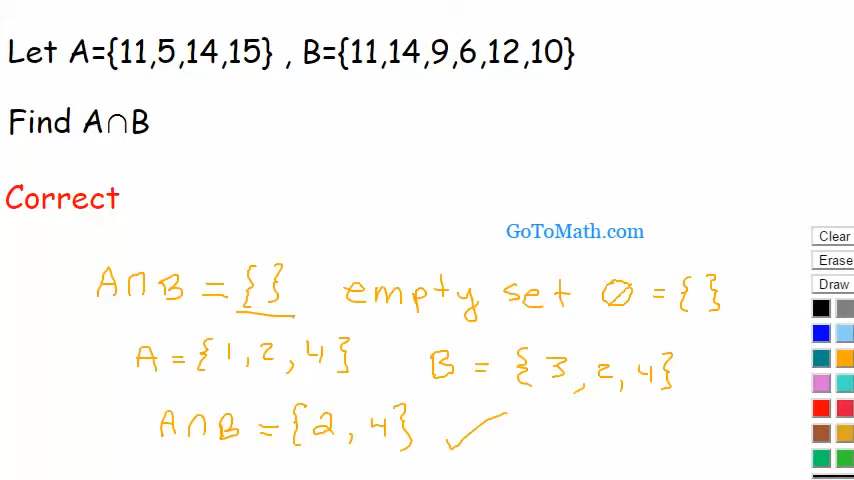 Let A={11,5,14,15} , B={11,14,9,6,12,10}
Find A∩B
Correct
GoToMath.com
Clear
Erase
Draw
A∩B = {} empty set Ø = {}
A = {1,2,4} B = {3,2,4}
A∩B = {2,4} ✓